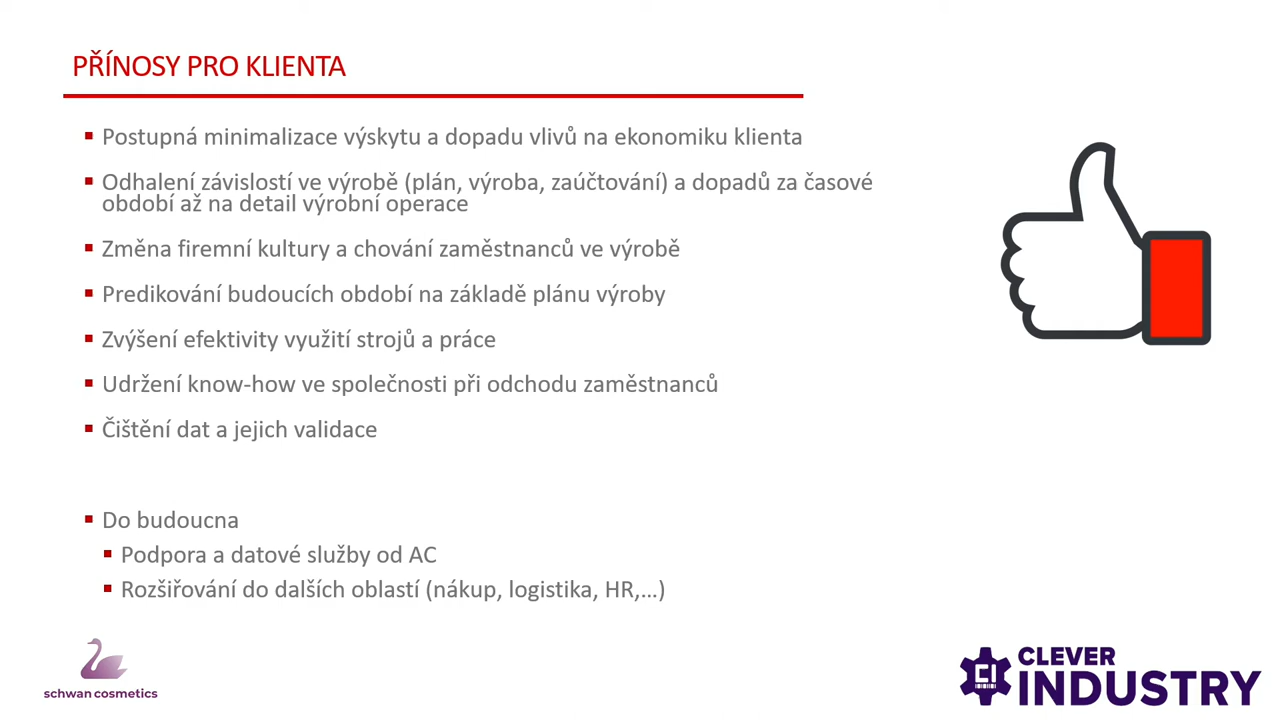 PŘÍNOSY PRO KLIENTA
Postupná minimalizace výskytu a dopadu vlivů na ekonomiku klienta
Odhalení závislostí ve výrobě (plán, výroba, zaúčtování) a dopadů za časové
období až na detail výrobní operace
Změna firemní kultury a chování zaměstnanců ve výrobě
Predikování budoucích období na základě plánu výroby
Zvýšení efektivity využití strojů a práce
Udržení know-how ve společnosti při odchodu zaměstnanců
Čištění dat a jejich validace
Do budoucna
Podpora a datové služby od AC
Rozšiřování do dalších oblastí (nákup, logistika, HR,...)
schwan cosmetics
CI
CLEVER
INDUSTRY